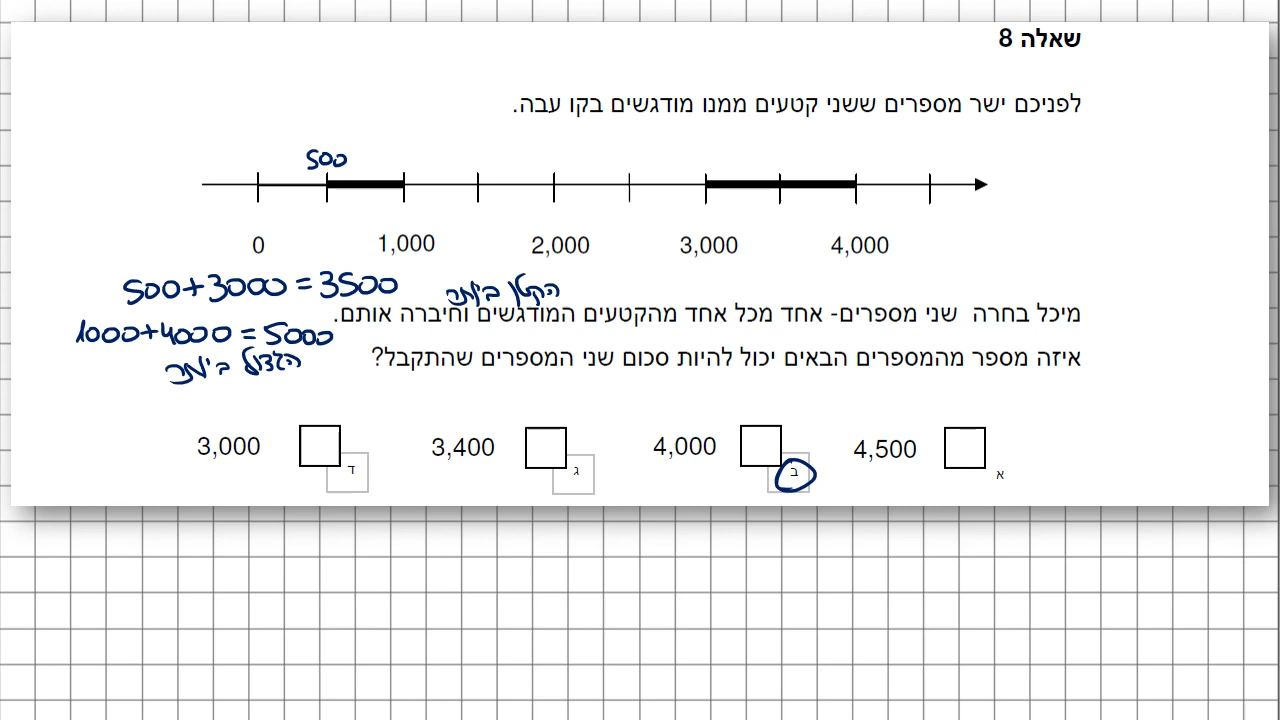 שאלה 8
לפניכם ישר מספרים ששני קטעים ממנו מודגשים בקו עבה.
500
0 1,000 2,000 3,000 4,000
500+3000=3500 הקטן ביותר
מיכל בחרה שני מספרים- אחד מכל אחד מהקטעים המודגשים וחיברה אותם.
1000+4000=5000
הגדול ביותר
איזה מספר מהמספרים הבאים יכול להיות סכום שני המספרים שהתקבל?
א 4,500
ב 4,000
ג 3,400
ד 3,000